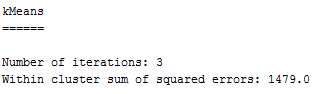 kMeans
======
Number of iterations: 3
Within cluster sum of squared errors: 1479.0